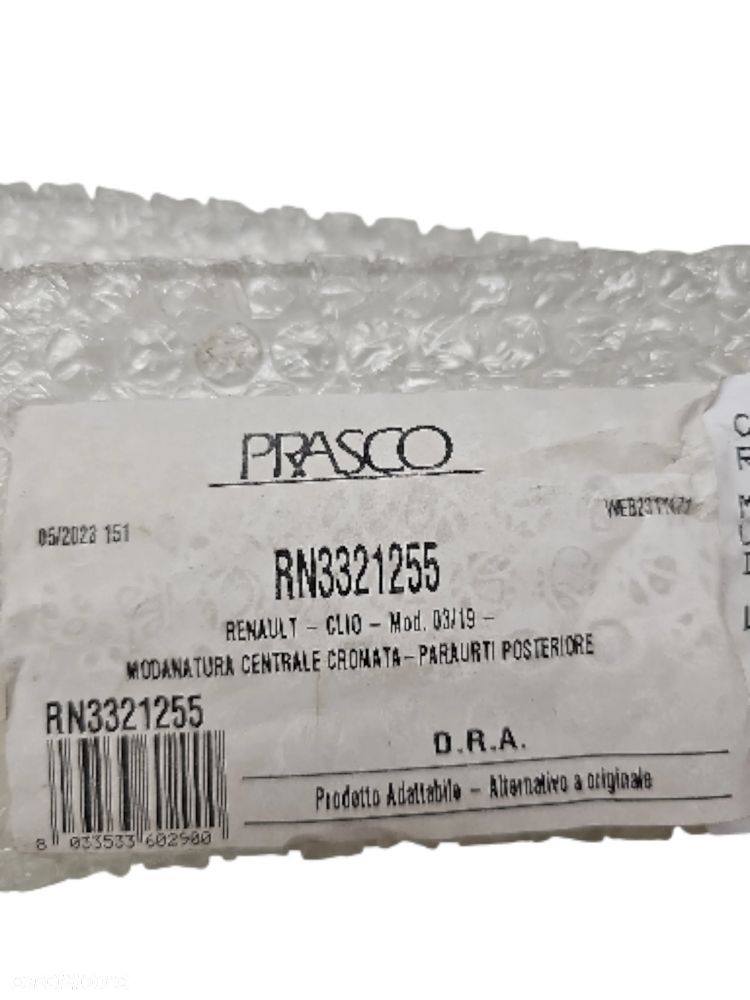 PRASCO
05/2023 151
RN3321255
RENAULT - CLIO - Mod. 03/19 -
MODANATURA CENTRALE CROMATA-PARAURTI POSTERIORE
RN3321255
D.R.A.
Prodotto Adattabile - Alternativo a originale
8 033533 602900